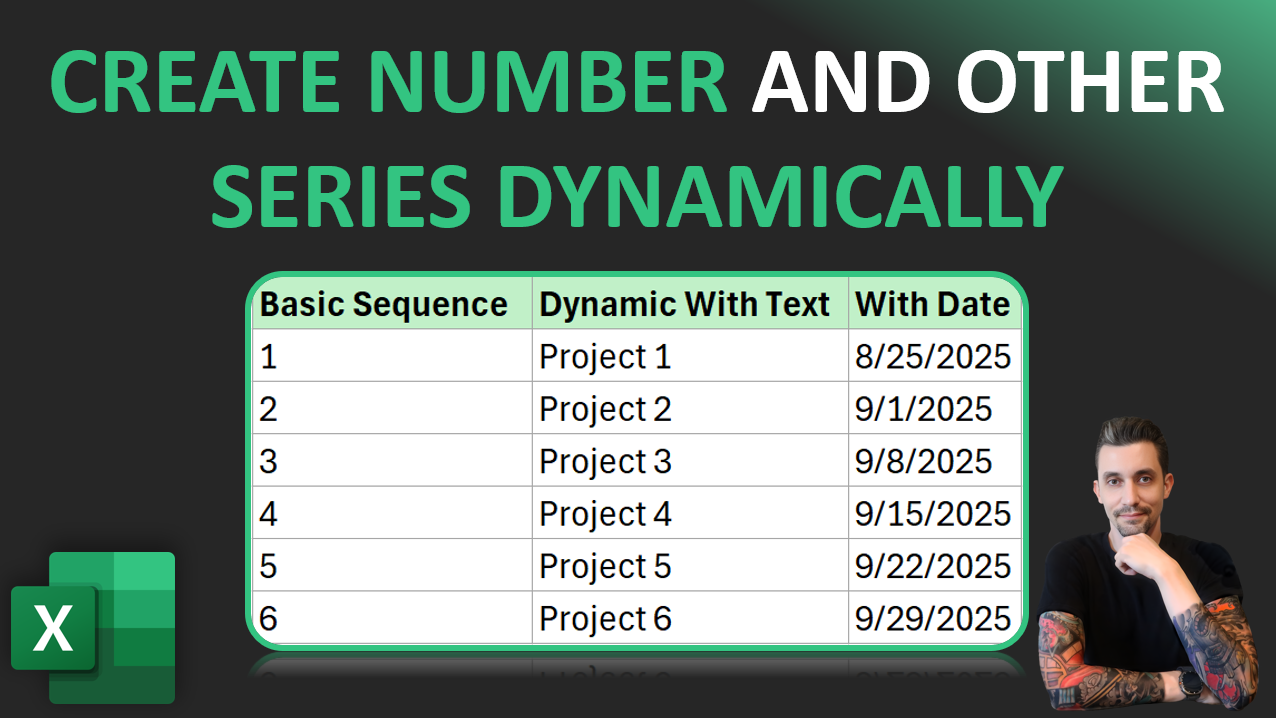 CREATE NUMBER AND OTHER
SERIES DYNAMICALLY
Basic Sequence Dynamic With Text With Date
1 Project 1 8/25/2025
2 Project 2 9/1/2025
3 Project 3 9/8/2025
4 Project 4 9/15/2025
5 Project 5 9/22/2025
6 Project 6 9/29/2025
X